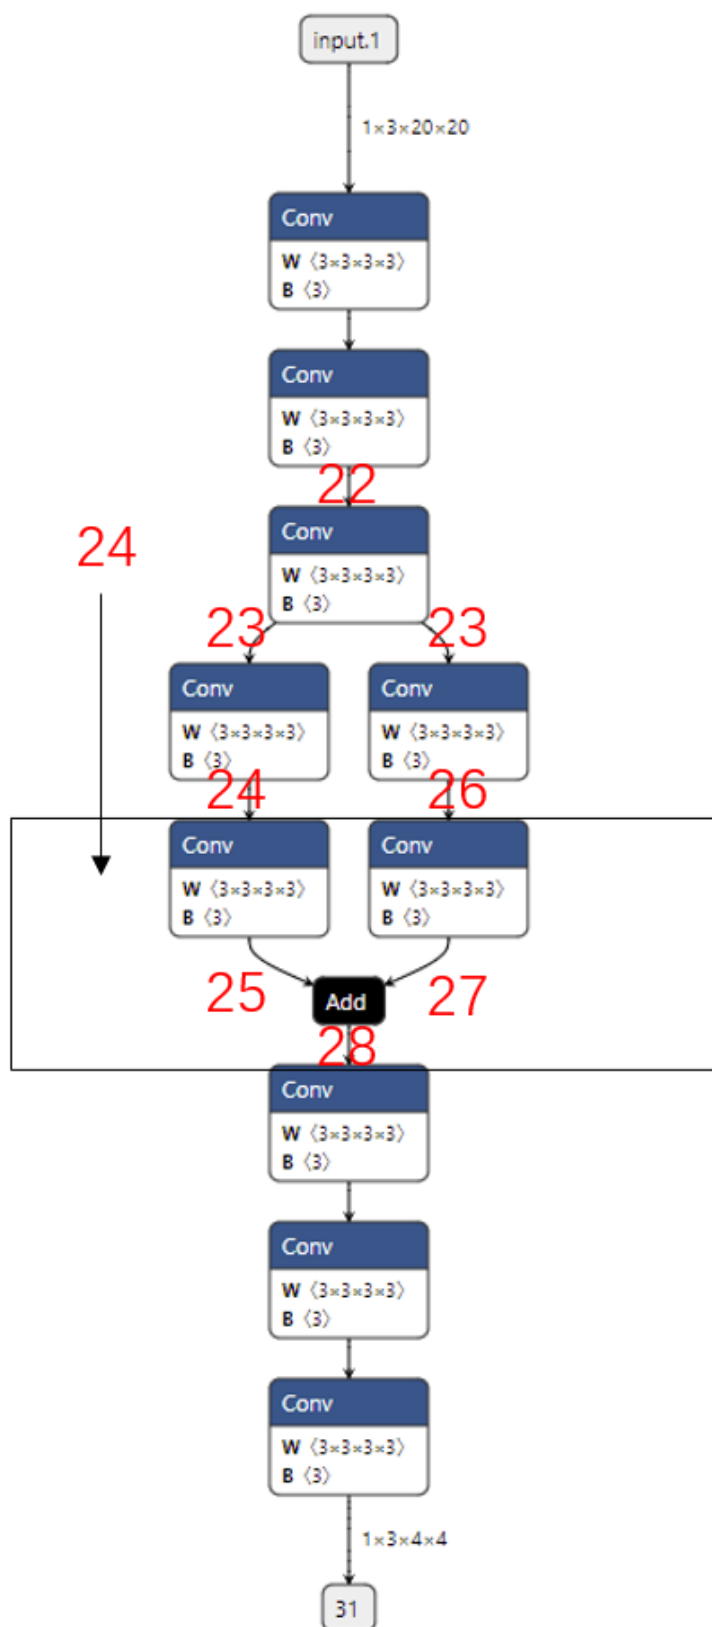 input.1
1×3×20×20
Conv
W ⟨3×3×3×3⟩
B ⟨3⟩
Conv
W ⟨3×3×3×3⟩
B ⟨3⟩
22
24
Conv
W ⟨3×3×3×3⟩
B ⟨3⟩
23 23
Conv Conv
W ⟨3×3×3×3⟩ W ⟨3×3×3×3⟩
B ⟨3⟩ B ⟨3⟩
24 26
Conv Conv
W ⟨3×3×3×3⟩ W ⟨3×3×3×3⟩
B ⟨3⟩ B ⟨3⟩
25 Add 27
28
Conv
W ⟨3×3×3×3⟩
B ⟨3⟩
Conv
W ⟨3×3×3×3⟩
B ⟨3⟩
Conv
W ⟨3×3×3×3⟩
B ⟨3⟩
1×3×4×4
31